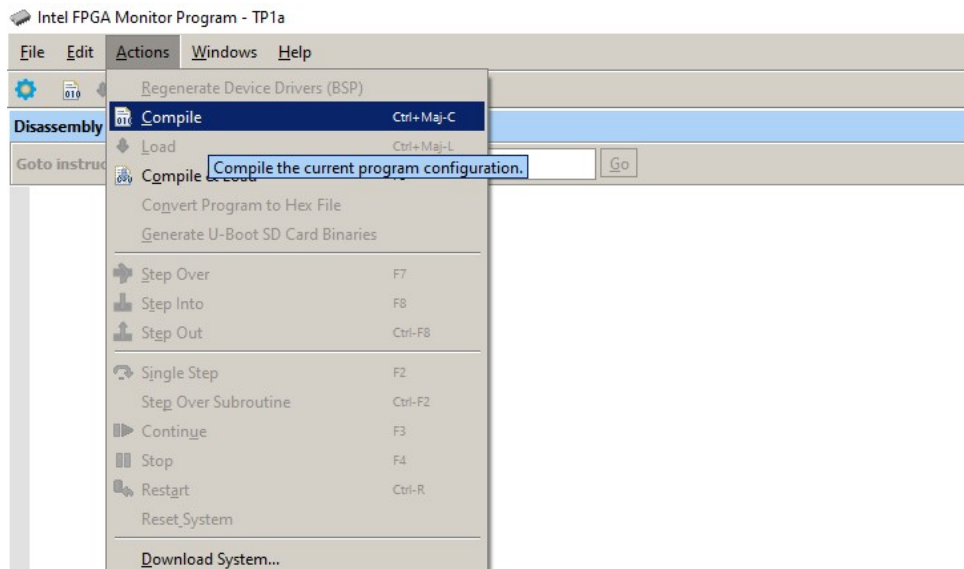 Intel FPGA Monitor Program - TP1a
File Edit Actions Windows Help
Regenerate Device Drivers (BSP)
Disassembly
Compile Ctrl+Maj-C
Load Ctrl+Maj-L
Goto instruc
Compile the current program configuration.
Go
Compile & Load
Convert Program to Hex File
Generate U-Boot SD Card Binaries
Step Over F7
Step Into F8
Step Out Ctrl-F8
Single Step F2
Step Over Subroutine Ctrl-F2
Continue F3
Stop F4
Restart Ctrl-R
Reset System
Download System...